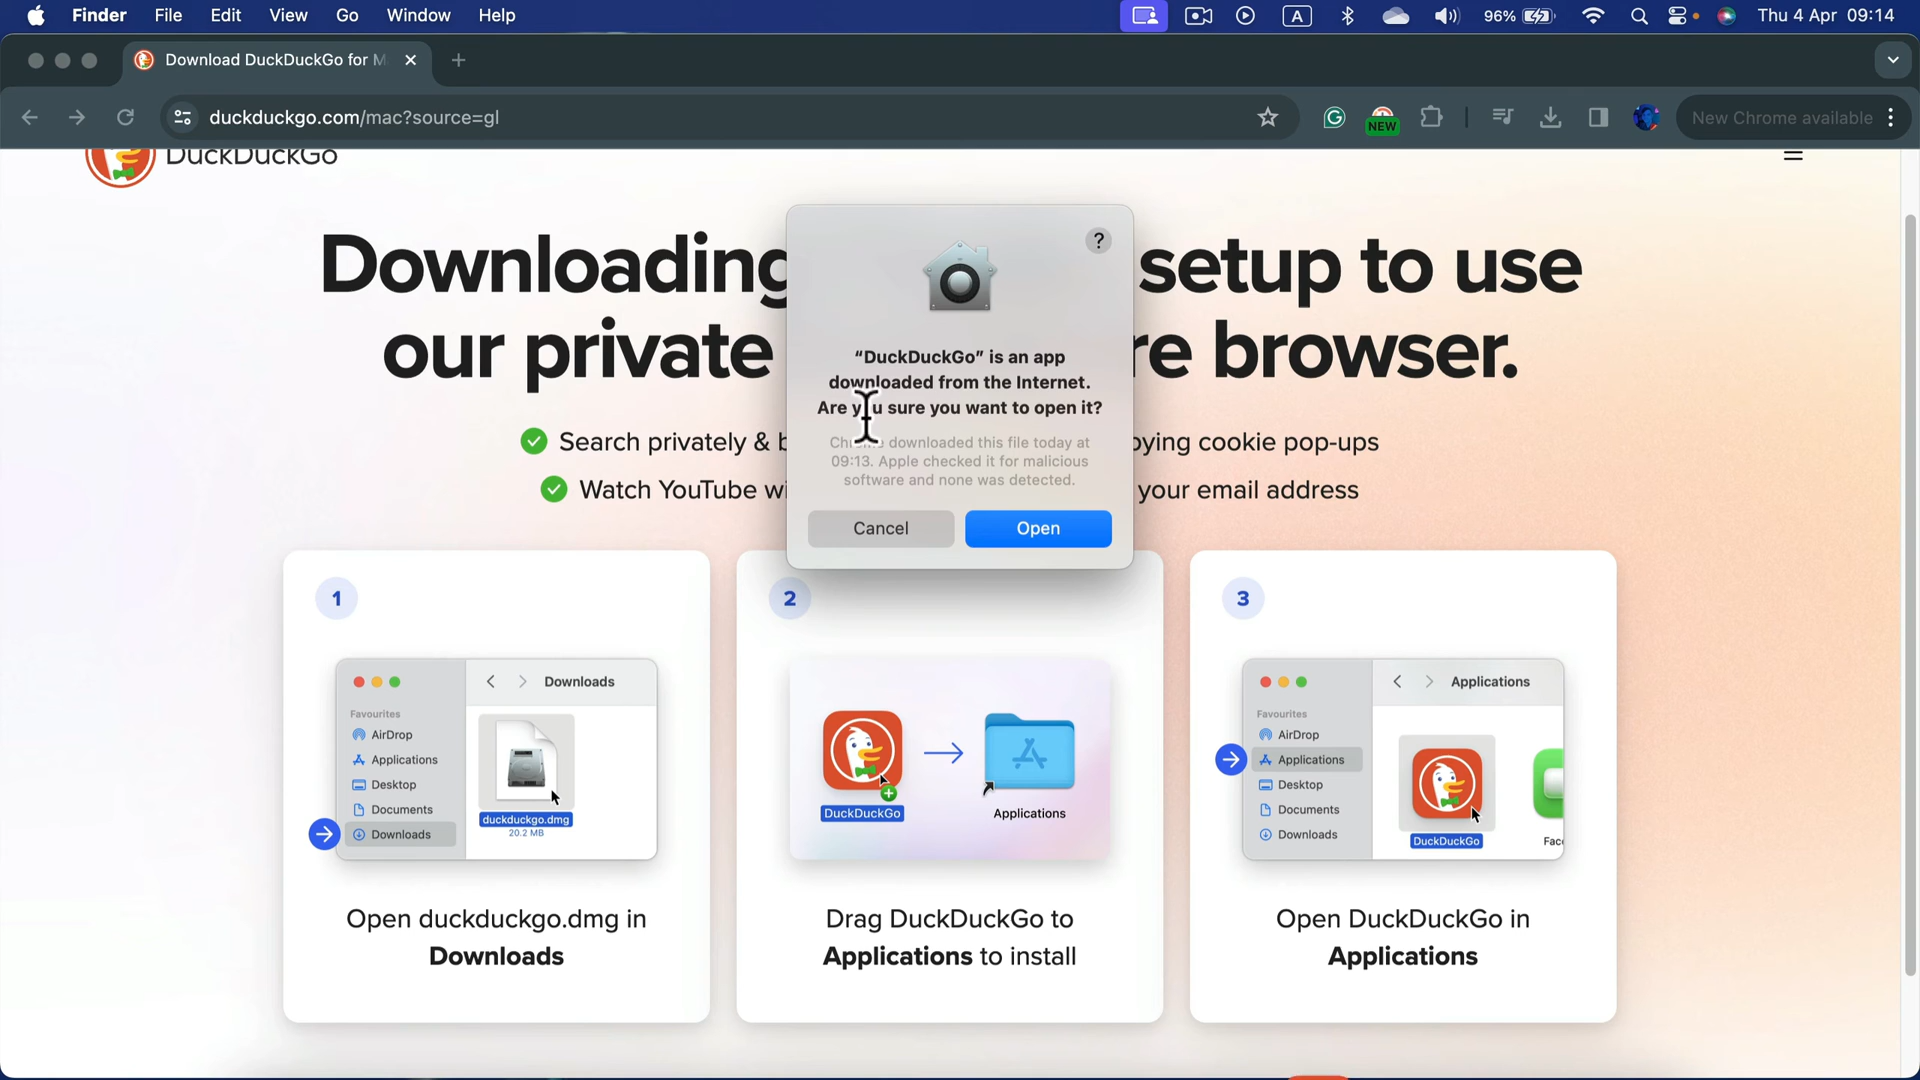 Finder File Edit View Go Window Help A 96% Thu 4 Apr 09:14
Download DuckDuckGo for M
duckduckgo.com/mac?source=gl NEW New Chrome available
DuckDuckGo
Downloading setup to use
our private re browser.
Search privately & b ying cookie pop-ups
Watch YouTube wi your email address
?
“DuckDuckGo” is an app
downloaded from the Internet.
Are you sure you want to open it?
Chrome downloaded this file today at
09:13. Apple checked it for malicious
software and none was detected.
Cancel Open
1
Downloads
Favourites
AirDrop
Applications
Desktop
Documents
Downloads
duckduckgo.dmg
20.2 MB
Open duckduckgo.dmg in
Downloads
2
DuckDuckGo
Applications
Drag DuckDuckGo to
Applications to install
3
Applications
Favourites
AirDrop
Applications
Desktop
Documents
Downloads
DuckDuckGo
Fac
Open DuckDuckGo in
Applications